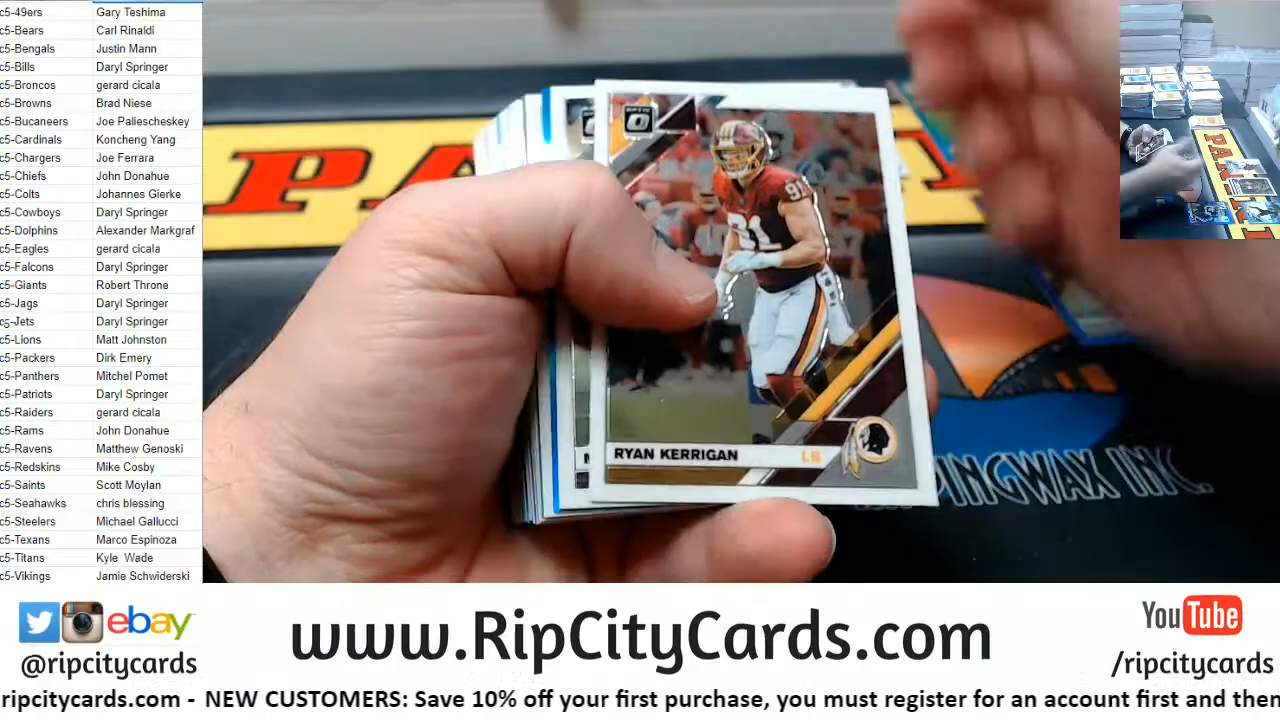 c5-49ers Gary Teshima
c5-Bears Carl Rinaldi
c5-Bengals Justin Mann
c5-Bills Daryl Springer
c5-Broncos gerard cicala
c5-Browns Brad Niese
c5-Bucaneers Joe Paliescheskey
c5-Cardinals Koncheng Yang
c5-Chargers Joe Ferrara
c5-Chiefs John Donahue
c5-Colts Johannes Gierke
c5-Cowboys Daryl Springer
c5-Dolphins Alexander Markgraf
c5-Eagles gerard cicala
c5-Falcons Daryl Springer
c5-Giants Robert Throne
c5-Jags Daryl Springer
c5-Jets Daryl Springer
c5-Lions Matt Johnston
c5-Packers Dirk Emery
c5-Panthers Mitchel Pomet
c5-Patriots Daryl Springer
c5-Raiders gerard cicala
c5-Rams John Donahue
c5-Ravens Matthew Genoski
c5-Redskins Mike Cosby
c5-Saints Scott Moylan
c5-Seahawks chris blessing
c5-Steelers Michael Gallucci
c5-Texans Marco Espinoza
c5-Titans Kyle Wade
c5-Vikings Jamie Schwiderski
PA
OPTIC
91
91
RYAN KERRIGAN LB
PINGWAX INC.
ebay
@ripcitycards
www.RipCityCards.com
YouTube
/ripcitycards
ripcitycards.com - NEW CUSTOMERS: Save 10% off your first purchase, you must register for an account first and then